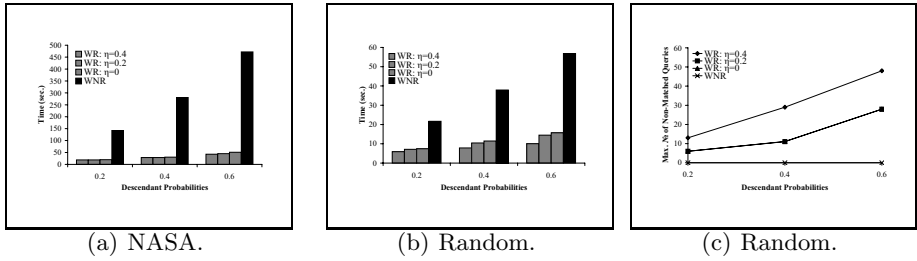 500
450
400
350
300
250
200
150
100
50
0
Time (sec.)
WR: η=0.4
WR: η=0.2
WR: η=0
WNR
0.2 0.4 0.6
Descendant Probabilities
(a) NASA.
60
50
40
30
20
10
0
Time (sec.)
WR: η=0.4
WR: η=0.2
WR: η=0
WNR
0.2 0.4 0.6
Descendant Probabilities
(b) Random.
60
50
40
30
20
10
0
Max. № of Non-Matched Queries
WR: η=0.4
WR: η=0.2
WR: η=0
WNR
0.2 0.4 0.6
Descendant Probabilities
(c) Random.